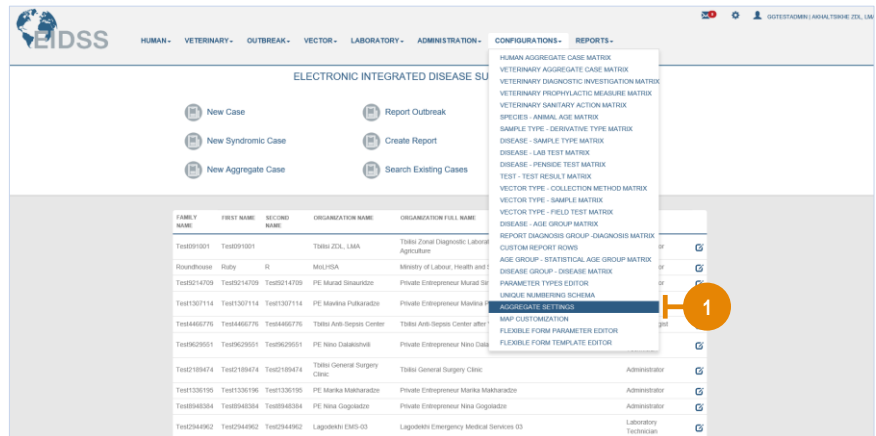 EIDSS
HUMAN- VETERINARY- OUTBREAK- VECTOR- LABORATORY- ADMINISTRATION- CONFIGURATIONS- REPORTS-
GGTESTADMIN |
ELECTRONIC INTEGRATED DISEASE SU
New Case
Report Outbreak
New Syndromic Case
Create Report
New Aggregate Case
Search Existing Cases
HUMAN AGGREGATE CASE MATRIX
VETERINARY AGGREGATE CASE MATRIX
VETERINARY DIAGNOSTIC INVESTIGATION MATRIX
VETERINARY PROPHYLACTIC MEASURE MATRIX
VETERINARY SANITARY ACTION MATRIX
SPECIES - ANIMAL AGE MATRIX
SAMPLE TYPE - DERIVATIVE TYPE MATRIX
DISEASE - SAMPLE TYPE MATRIX
DISEASE - LAB TEST MATRIX
DISEASE - PENSIDE TEST MATRIX
TEST - TEST RESULT MATRIX
VECTOR TYPE - COLLECTION METHOD MATRIX
VECTOR TYPE - SAMPLE MATRIX
VECTOR TYPE - FIELD TEST MATRIX
DISEASE - AGE GROUP MATRIX
REPORT DIAGNOSIS GROUP -DIAGNOSIS MATRIX
CUSTOM REPORT ROWS
AGE GROUP - STATISTICAL AGE GROUP MATRIX
DISEASE GROUP - DISEASE MATRIX
PARAMETER TYPES EDITOR
UNIQUE NUMBERING SCHEMA
AGGREGATE SETTINGS
MAP CUSTOMIZATION
FLEXIBLE FORM PARAMETER EDITOR
FLEXIBLE FORM TEMPLATE EDITOR
1
FAMILY NAME FIRST NAME SECOND NAME ORGANIZATION NAME ORGANIZATION FULL NAME
Test091001 Test091001 Tbilisi ZDL, LMA Tbilisi Zonal Diagnostic Laborat
Agriculture or
Roundhouse Ruby R MoLHSA Ministry of Labour, Health and S or
Test9214709 Test9214709 Test9214709 PE Murad Sinauridze Private Entrepreneur Murad Sin or
Test1307114 Test1307114 Test1307114 PE Mavlina Putkaradze Private Entrepreneur Mavlina P or
Test4466776 Test4466776 Test4466776 Tbilisi Anti-Sepsis Center Tbilisi Anti-Sepsis Center after gist
Test9629551 Test9629551 Test9629551 PE Nino Dalakishvili Private Entrepreneur Nino Dala
Test2189474 Test2189474 Test2189474 Tbilisi General Surgery Clinic Tbilisi General Surgery Clinic Administrator
Test1336195 Test1336196 Test1336195 PE Marika Makharadze Private Entrepreneur Marika Makharadze Administrator
Test8948384 Test8948384 Test8948384 PE Nina Gogoladze Private Entrepreneur Nina Gogoladze Administrator
Test2944962 Test2944962 Test2944962 Lagodekhi EMS-03 Lagodekhi Emergency Medical Services 03 Laboratory
Technician